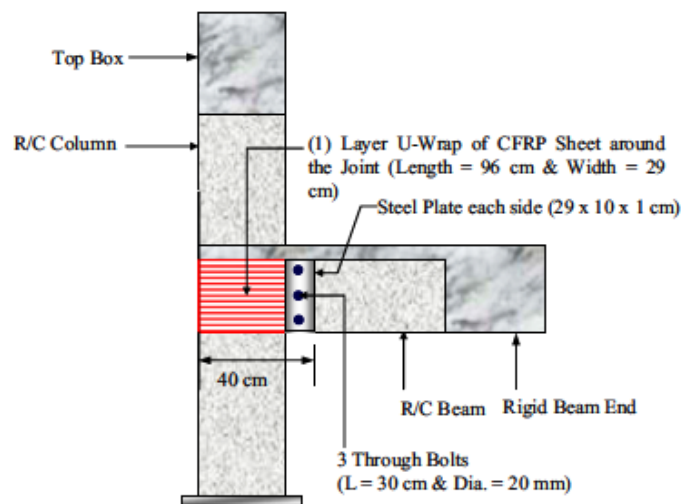 Top Box
R/C Column
(1) Layer U-Wrap of CFRP Sheet around
the Joint (Length = 96 cm & Width = 29
cm)
Steel Plate each side (29 x 10 x 1 cm)
40 cm
R/C Beam
Rigid Beam End
3 Through Bolts
(L = 30 cm & Dia. = 20 mm)